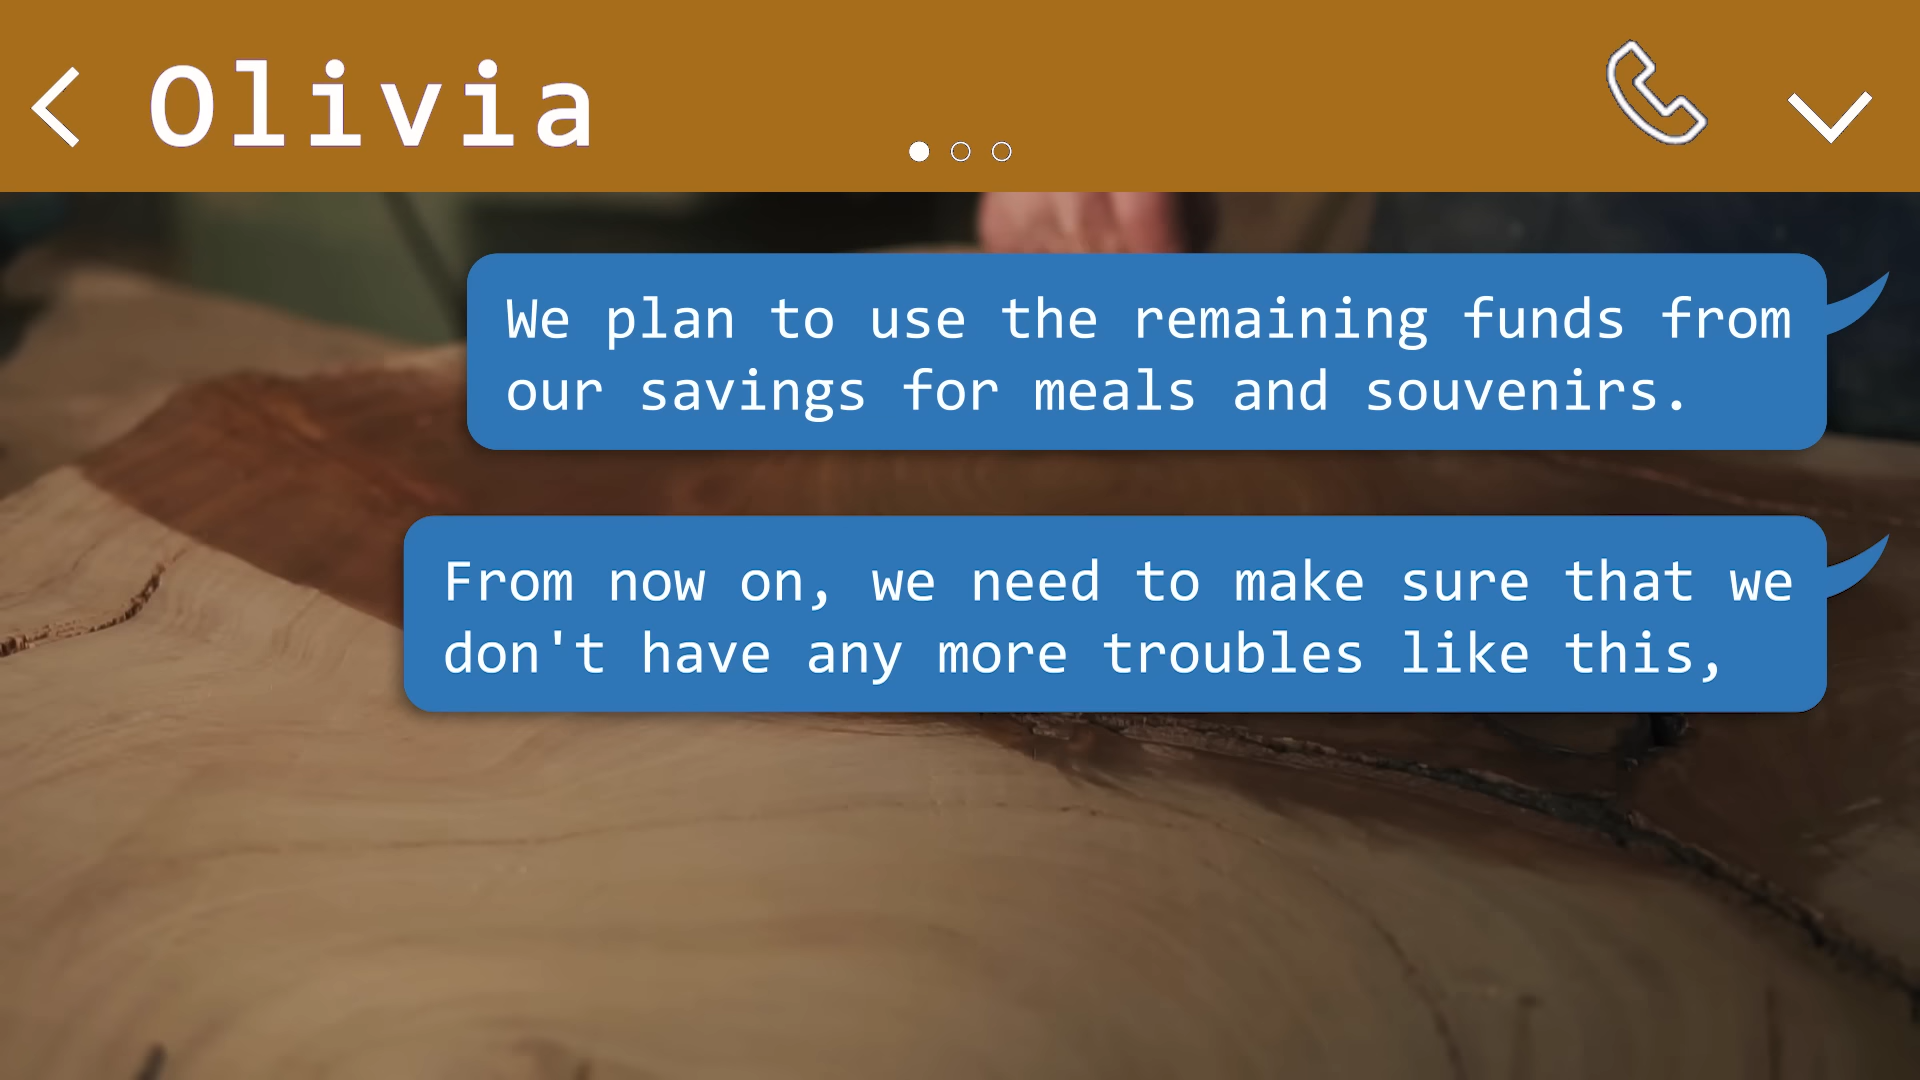 Olivia
We plan to use the remaining funds from
our savings for meals and souvenirs.
From now on, we need to make sure that we
don't have any more troubles like this,